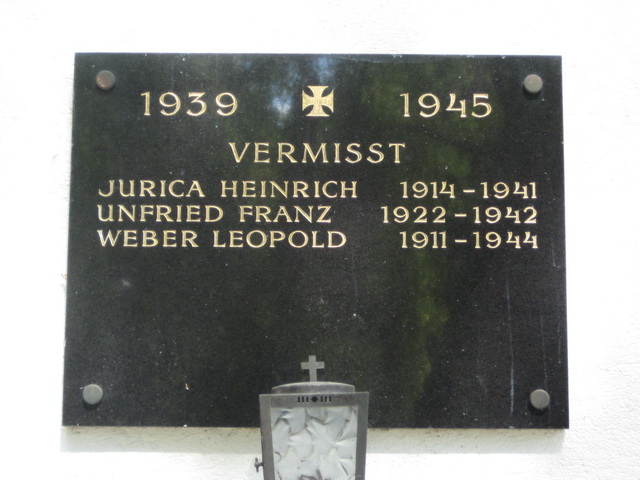 1939 1945
VERMISST
JURICA HEINRICH 1914-1941
UNFRIED FRANZ 1922-1942
WEBER LEOPOLD 1911-1944